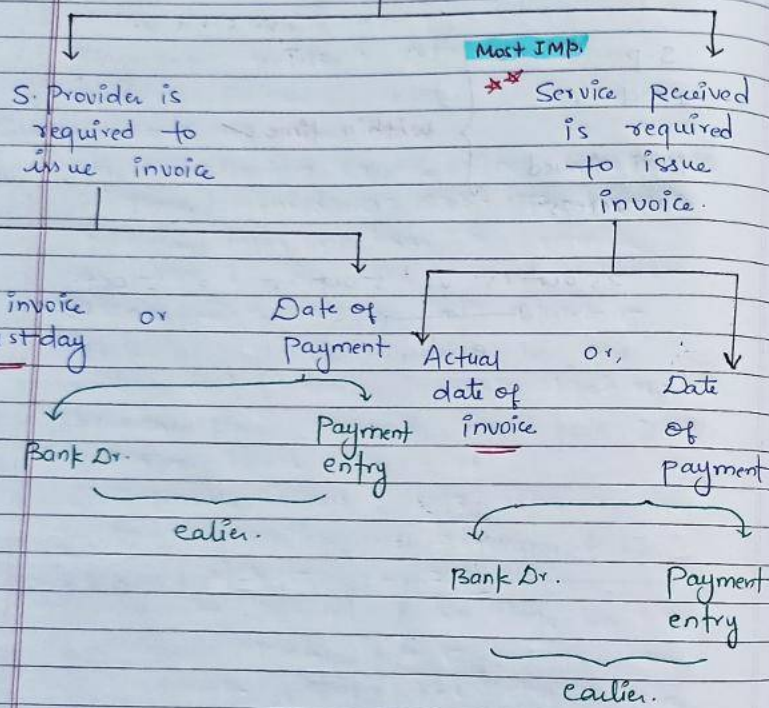 Most IMP.
S. Provider is
required to
issue invoice
Service Received
is required
to issue
invoice.
invoice or Date of
st day payment
Actual or, Date
date of of
invoice payment
Bank Dr. Payment
entry
ealier.
Bank Dr. Payment
entry
earlier.